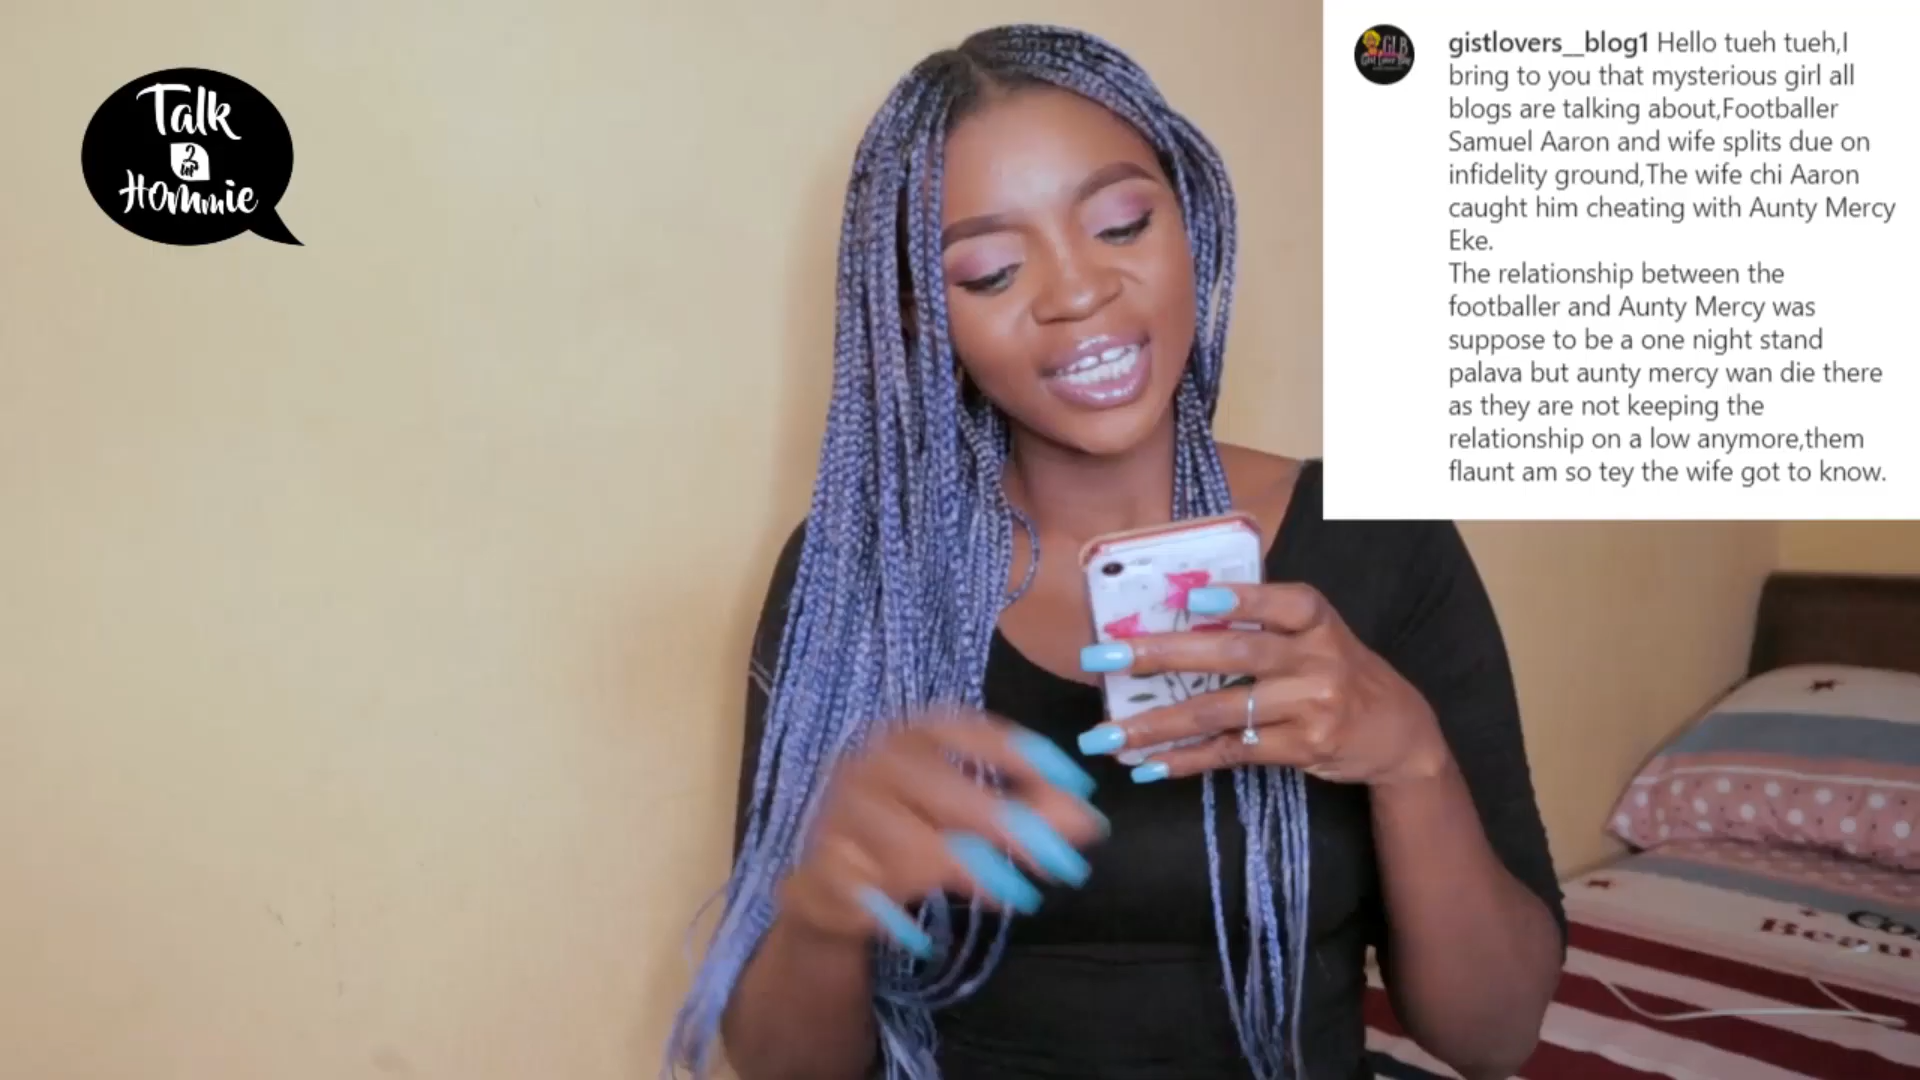 Talk
2
ur
Hommie
gistlovers__blog1 Hello tueh tueh,I
bring to you that mysterious girl all
blogs are talking about,Footballer
Samuel Aaron and wife splits due on
infidelity ground,The wife chi Aaron
caught him cheating with Aunty Mercy
Eke.
The relationship between the
footballer and Aunty Mercy was
suppose to be a one night stand
palava but aunty mercy wan die there
as they are not keeping the
relationship on a low anymore,them
flaunt am so tey the wife got to know.
GLB